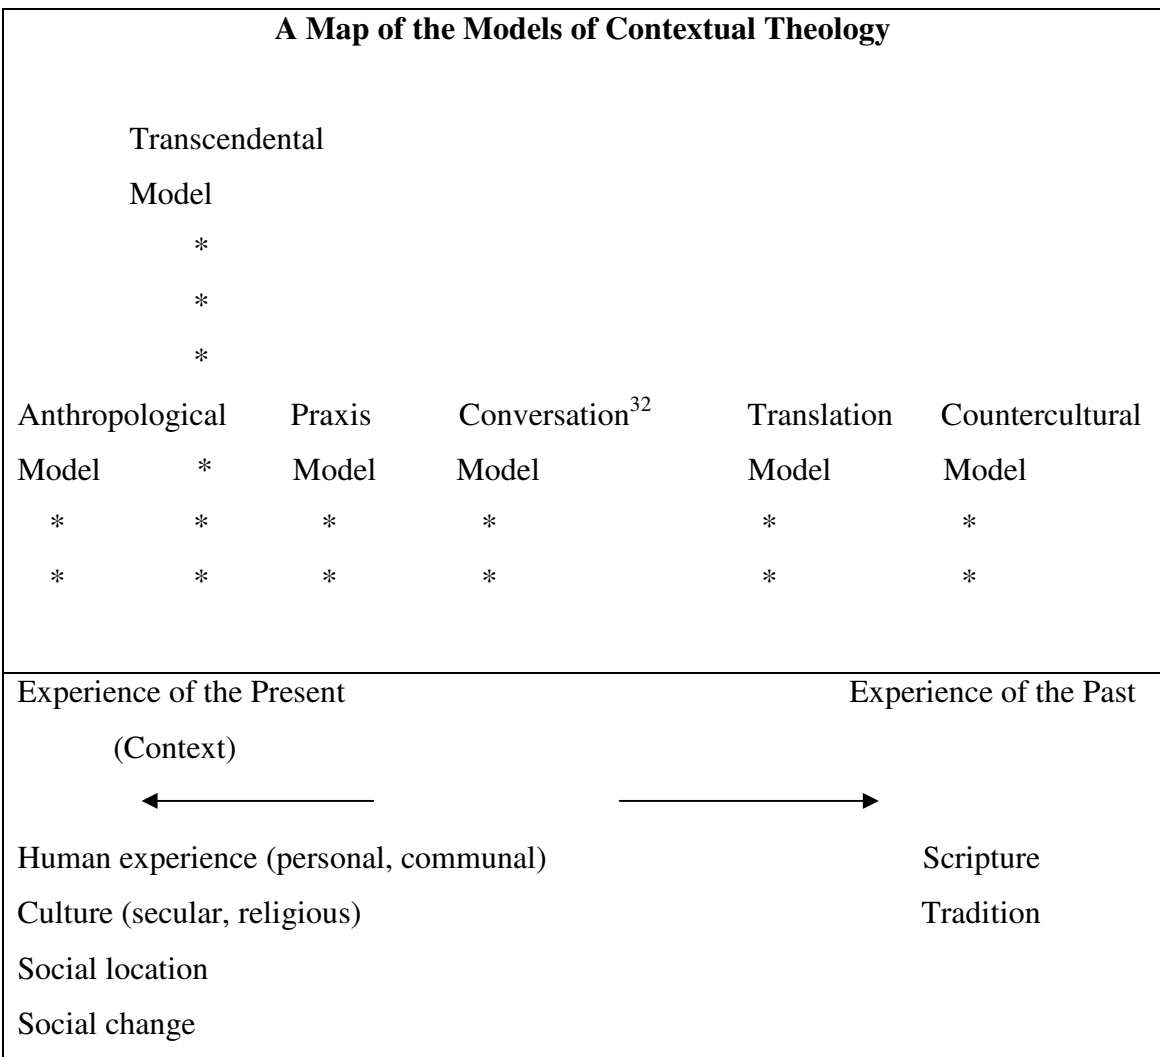 A Map of the Models of Contextual Theology
Transcendental
Model
*
*
*
Anthropological Praxis Conversation32 Translation Countercultural
Model * Model Model Model Model
* * * * * *
* * * * * *
Experience of the Present Experience of the Past
(Context)
Human experience (personal, communal) Scripture
Culture (secular, religious) Tradition
Social location
Social change